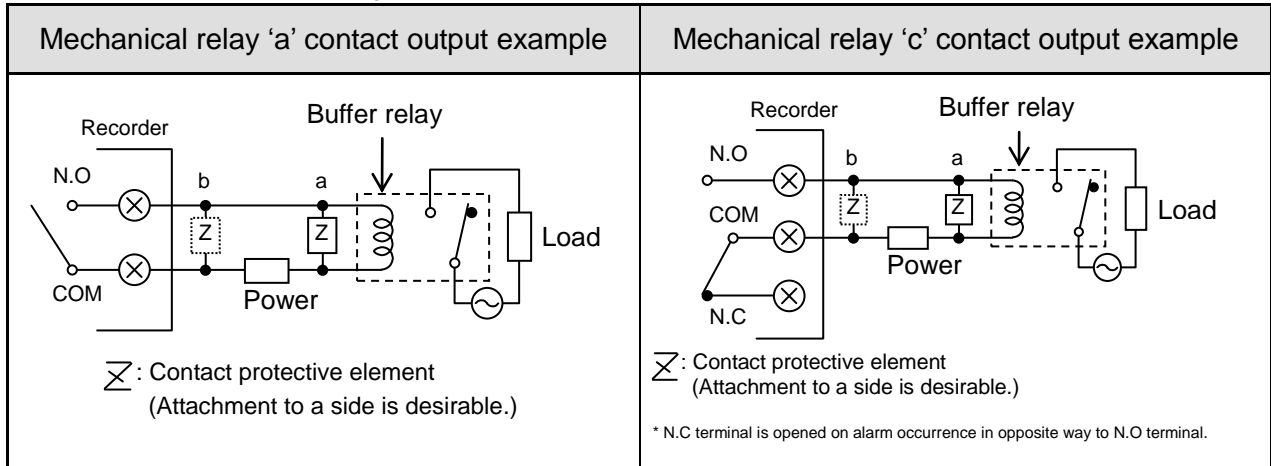 Mechanical relay ‘a’ contact output example
Recorder
Buffer relay
N.O
b
a
Z
Z
Load
COM
Power
Z : Contact protective element
(Attachment to a side is desirable.)
Mechanical relay ‘c’ contact output example
Recorder
Buffer relay
N.O
b
a
Z
Z
COM
Load
Power
N.C
Z : Contact protective element
(Attachment to a side is desirable.)
* N.C terminal is opened on alarm occurrence in opposite way to N.O terminal.